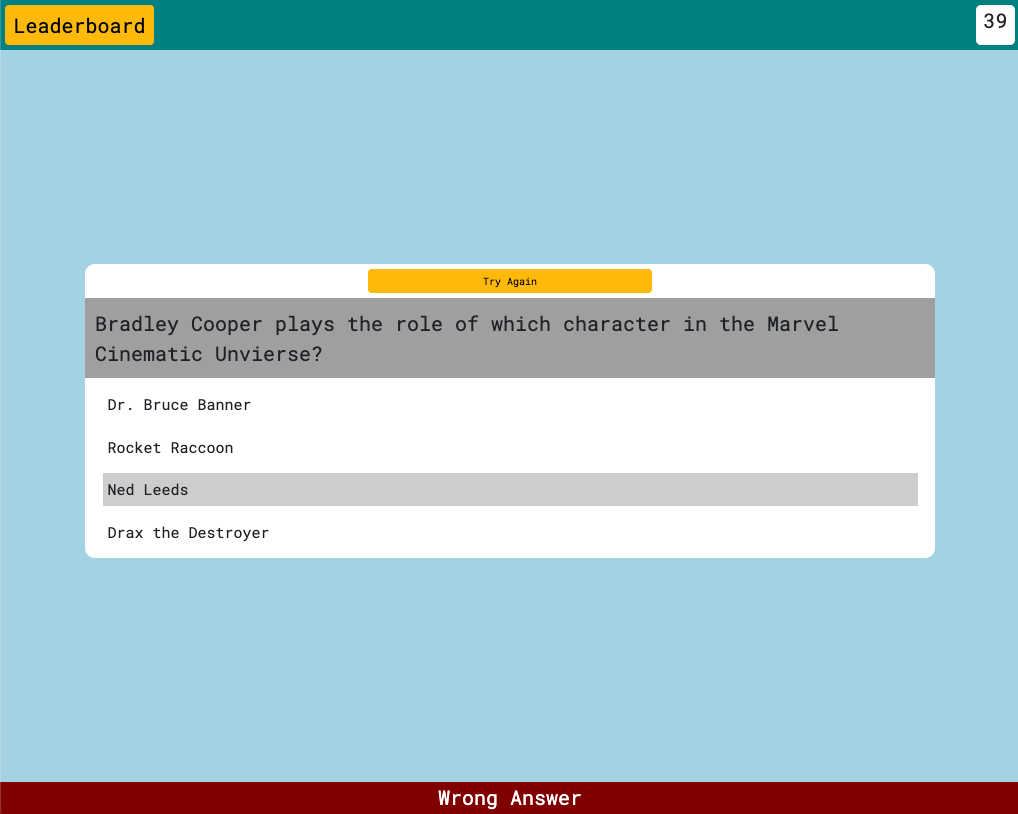 Leaderboard
39
Try Again
Bradley Cooper plays the role of which character in the Marvel
Cinematic Unvierse?
Dr. Bruce Banner
Rocket Raccoon
Ned Leeds
Drax the Destroyer
Wrong Answer